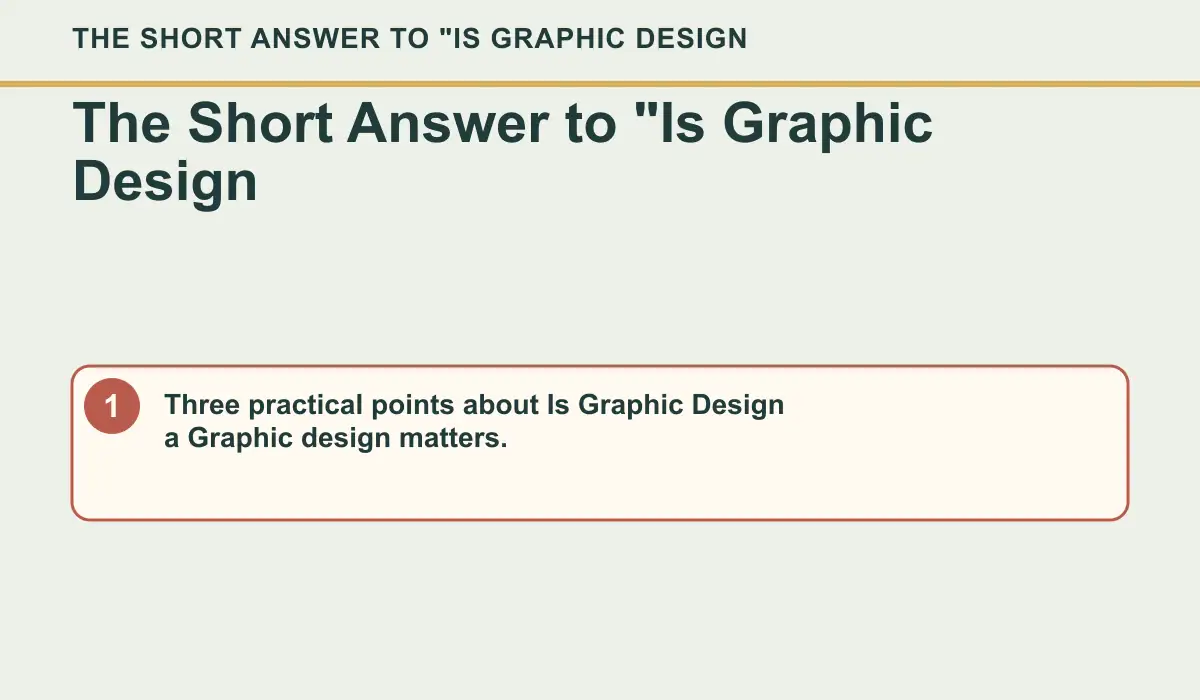 THE SHORT ANSWER TO "IS GRAPHIC DESIGN
The Short Answer to "Is Graphic
Design
1
Three practical points about Is Graphic Design
a Graphic design matters.